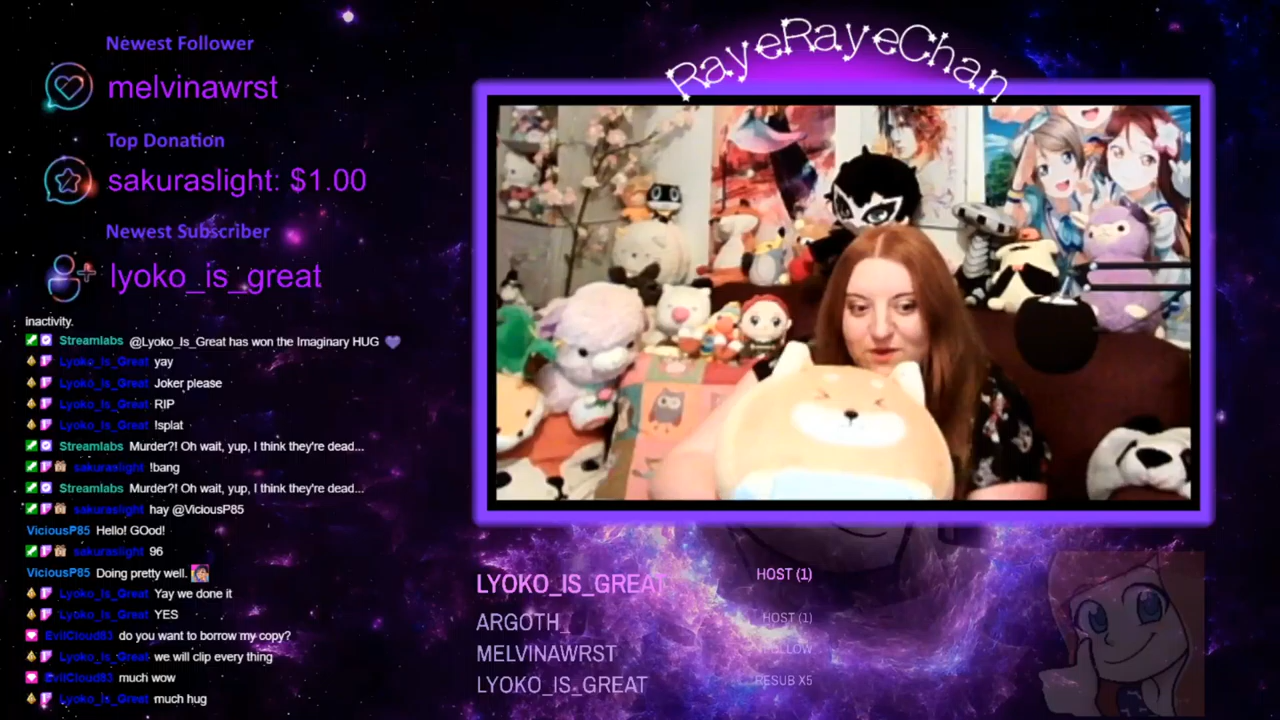 RayeRayeChan
Newest Follower
melvinawrst
Top Donation
sakuraslight: $1.00
Newest Subscriber
lyoko_is_great
inactivity.
Streamlabs @Lyoko_Is_Great has won the Imaginary HUG 💜
Lyoko_Is_Great yay
Lyoko_Is_Great Joker please
Lyoko_Is_Great RIP
Lyoko_Is_Great !splat
Streamlabs Murder?! Oh wait, yup, I think they're dead...
sakuraslight !bang
Streamlabs Murder?! Oh wait, yup, I think they're dead...
sakuraslight hay @ViciousP85
ViciousP85 Hello! GOod!
sakuraslight 96
ViciousP85 Doing pretty well.
Lyoko_Is_Great Yay we done it
Lyoko_Is_Great YES
EvilCloud83 do you want to borrow my copy?
Lyoko_Is_Great we will clip every thing
EvilCloud83 much wow
Lyoko_Is_Great much hug
LYOKO_IS_GREAT HOST (1)
ARGOTH_ HOST (1)
MELVINAWRST FOLLOW
LYOKO_IS_GREAT RESUB X5